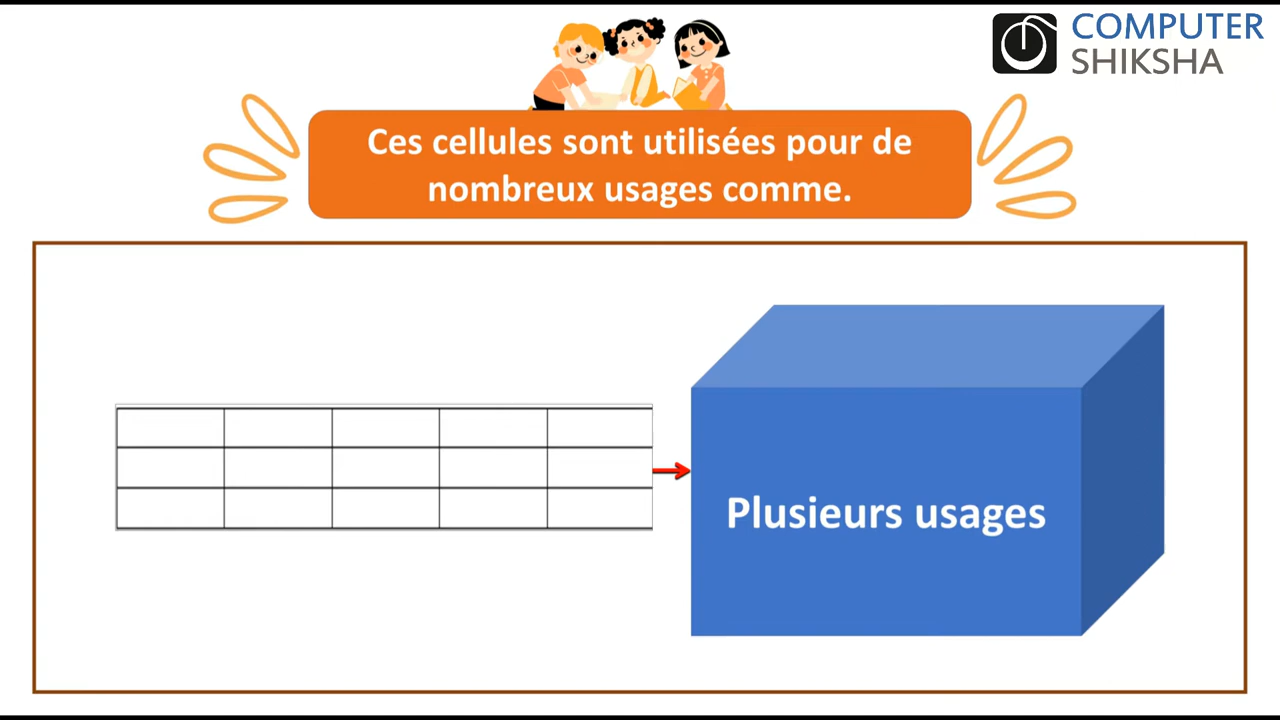 COMPUTER
SHIKSHA
Ces cellules sont utilisées pour de
nombreux usages comme.
Plusieurs usages